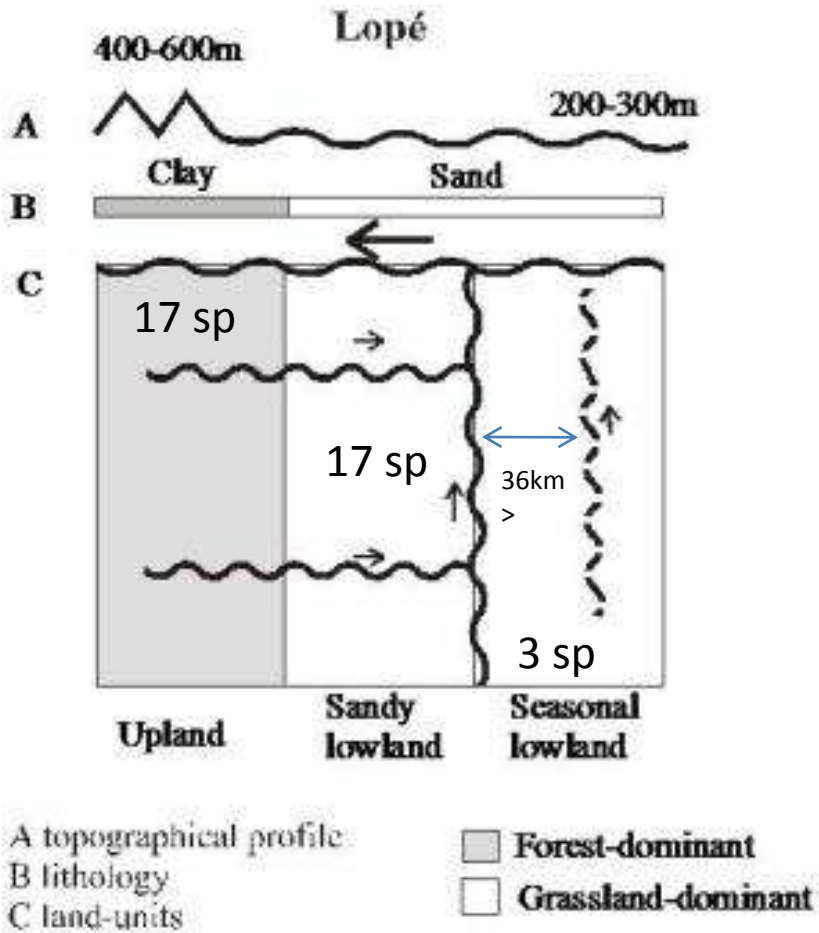 Lopé
400-600m
200-300m
A
Clay
Sand
B
C
17 sp
17 sp
36km
>
3 sp
Upland
Sandy
lowland
Seasonal
lowland
A topographical profile
B lithology
C land-units
Forest-dominant
Grassland-dominant